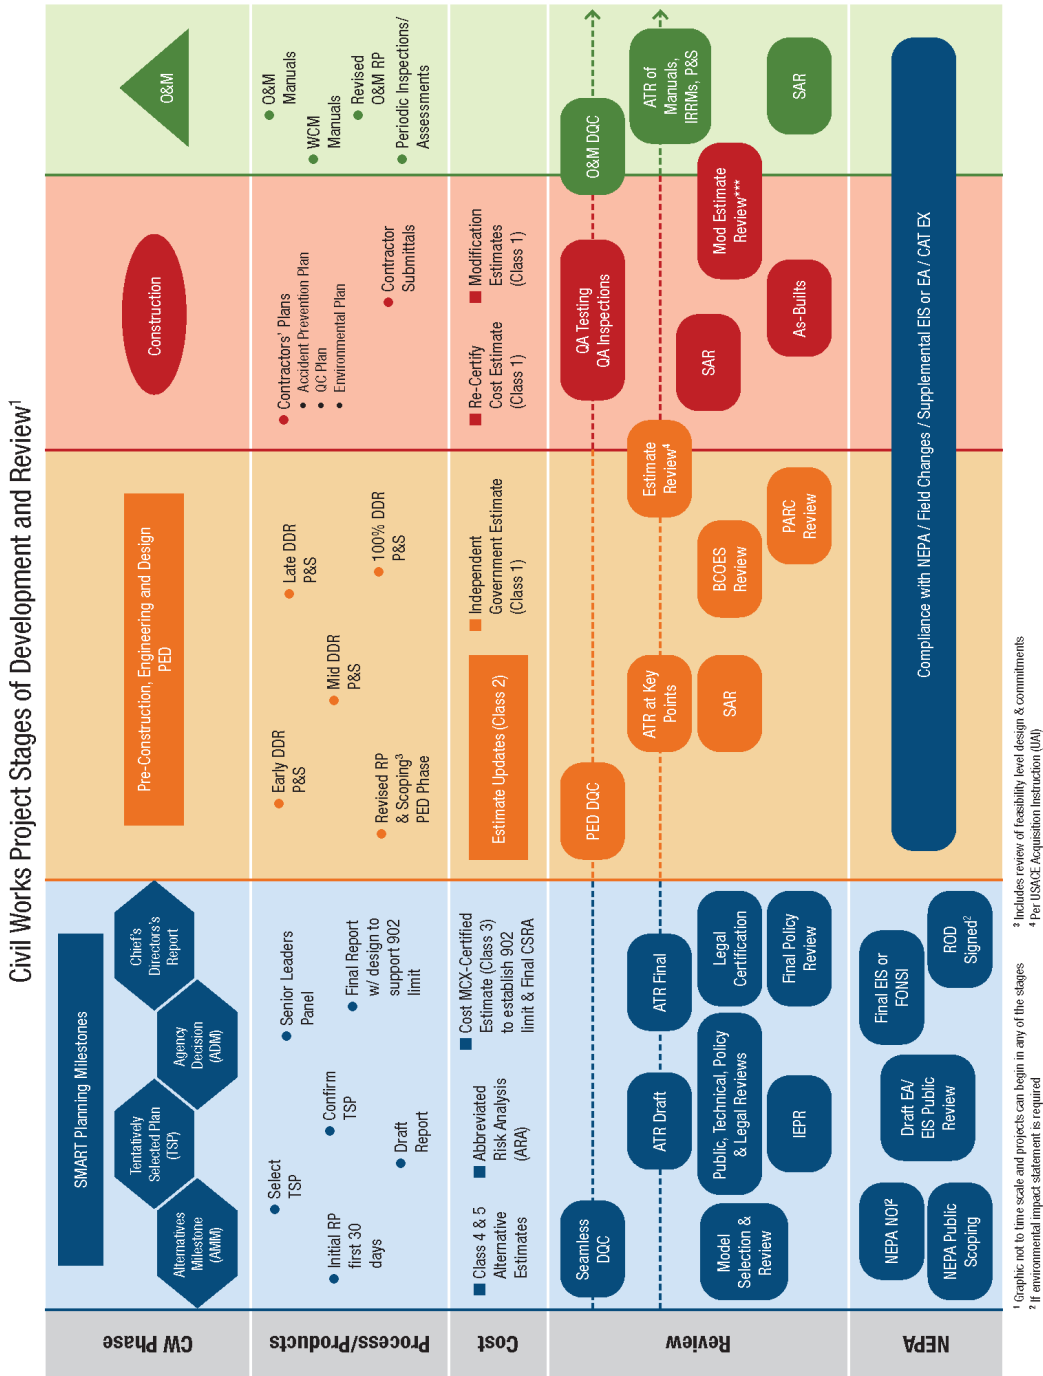 Civil Works Project Stages of Development and Review¹
CW Phase
SMART Planning Milestones
Alternatives
Milestone
(AMM)
Tentatively
Selected Plan
(TSP)
Agency
Decision
(ADM)
Chief's
Directors's
Report
Pre-Construction, Engineering and Design
PED
Construction
O&M
Process/Products
Initial RP
first 30
days
Select
TSP
Confirm
TSP
Draft
Report
Senior Leaders
Panel
Final Report
w/ design to
support 902
limit
Revised RP
& Scoping³
PED Phase
Early DDR
P&S
Mid DDR
P&S
Late DDR
P&S
100% DDR
P&S
Contractors' Plans
• Accident Prevention Plan
• QC Plan
• Environmental Plan
Contractor
Submittals
O&M
Manuals
WCM
Manuals
Revised
O&M RP
Periodic Inspections/
Assessments
Cost
Class 4 & 5
Alternative
Estimates
Abbreviated
Risk Analysis
(ARA)
Cost MCX-Certified
Estimate (Class 3)
to establish 902
limit & Final CSRA
Estimate Updates (Class 2)
Independent
Government Estimate
(Class 1)
Re-Certify
Cost Estimate
(Class 1)
Modification
Estimates
(Class 1)
Review
Seamless
DQC
PED DQC
QA Testing
QA Inspections
O&M DQC
ATR Draft
ATR Final
ATR at Key
Points
Estimate
Review⁴
ATR of
Manuals,
IRRMs, P&S
Model
Selection &
Review
Public, Technical, Policy
& Legal Reviews
Legal
Certification
SAR
BCOES
Review
SAR
Mod Estimate
Review***
IEPR
Final Policy
Review
PARC
Review
As-Builts
SAR
NEPA
NEPA NOI²
NEPA Public
Scoping
Draft EA/
EIS Public
Review
Final EIS or
FONSI
ROD
Signed²
Compliance with NEPA / Field Changes / Supplemental EIS or EA / CAT EX
¹ Graphic not to time scale and projects can begin in any of the stages
² If environmental impact statement is required
³ Includes review of feasibility level design & commitments
⁴ Per USACE Acquisition Instruction (UAI)